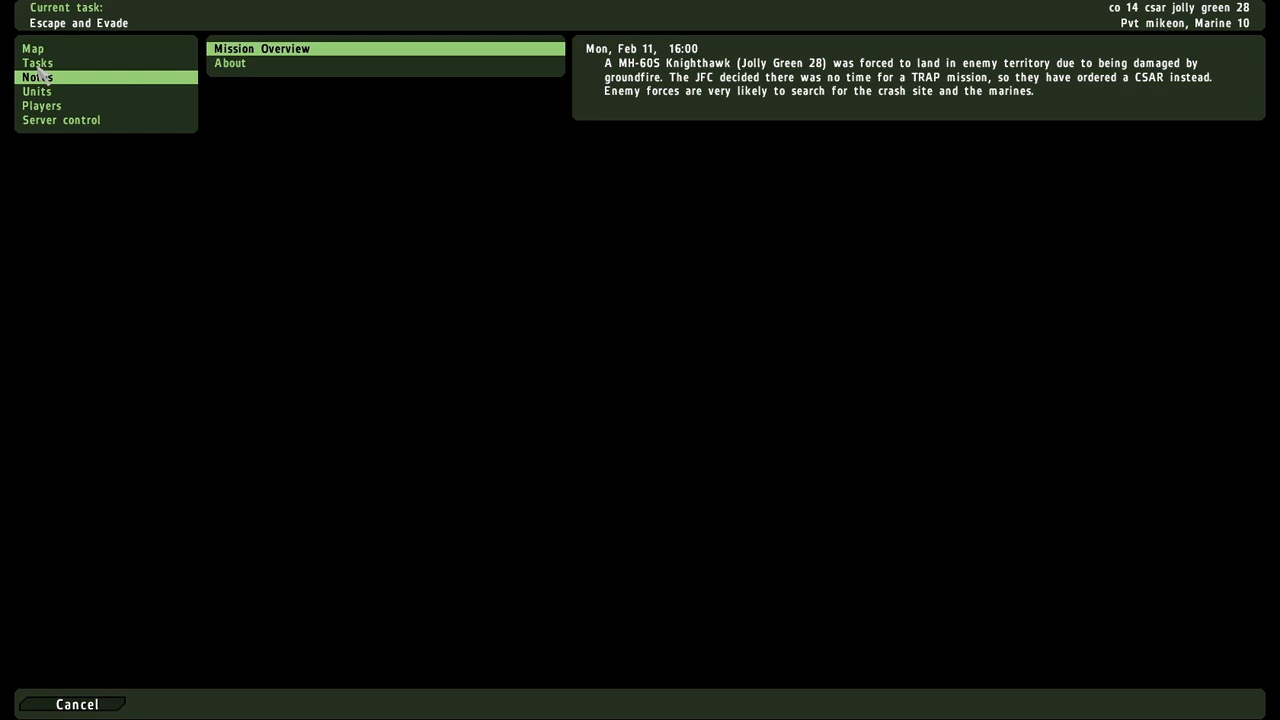 Current task:
Escape and Evade
co 14 csar jolly green 28
Pvt mikeon, Marine 10
Map
Tasks
Notes
Units
Players
Server control
Mission Overview
About
Mon, Feb 11, 16:00
A MH-60S Knighthawk (Jolly Green 28) was forced to land in enemy territory due to being damaged by
groundfire. The JFC decided there was no time for a TRAP mission, so they have ordered a CSAR instead.
Enemy forces are very likely to search for the crash site and the marines.
Cancel